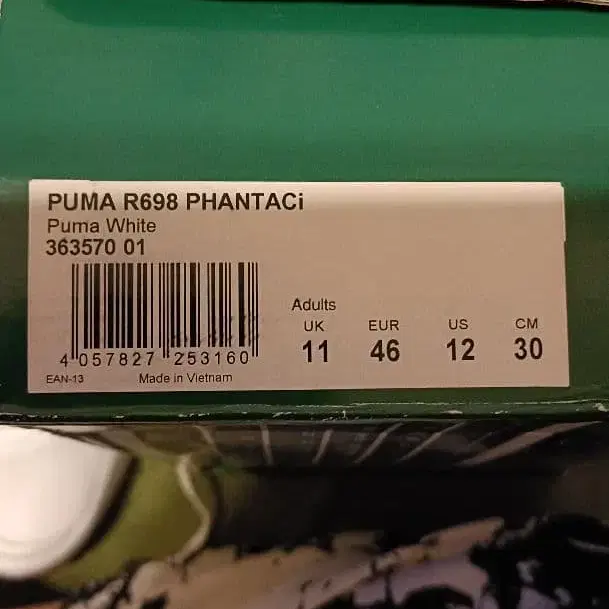 PUMA R698 PHANTACi
Puma White
363570 01
4 057827 253160
EAN-13 Made in Vietnam
Adults
UK EUR US CM
11 46 12 30